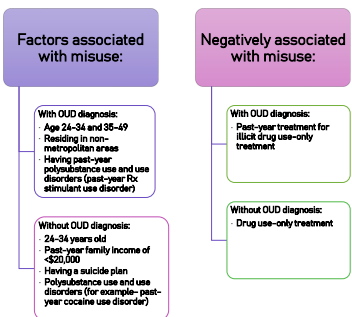 Factors associated
with misuse:
With OUD diagnosis:
· Age 24-34 and 35-49
· Residing in non-
metropolitan areas
· Having past-year
polysubstance use and use
disorders (past-year Rx
stimulant use disorder)
Without OUD diagnosis:
· 24-34 years old
· Past-year family income of
<$20,000
· Having a suicide plan
· Polysubstance use and use
disorders (for example- past-
year cocaine use disorder)
Negatively associated
with misuse:
With OUD diagnosis:
· Past-year treatment for
illicit drug use-only
treatment
Without OUD diagnosis:
· Drug use-only treatment